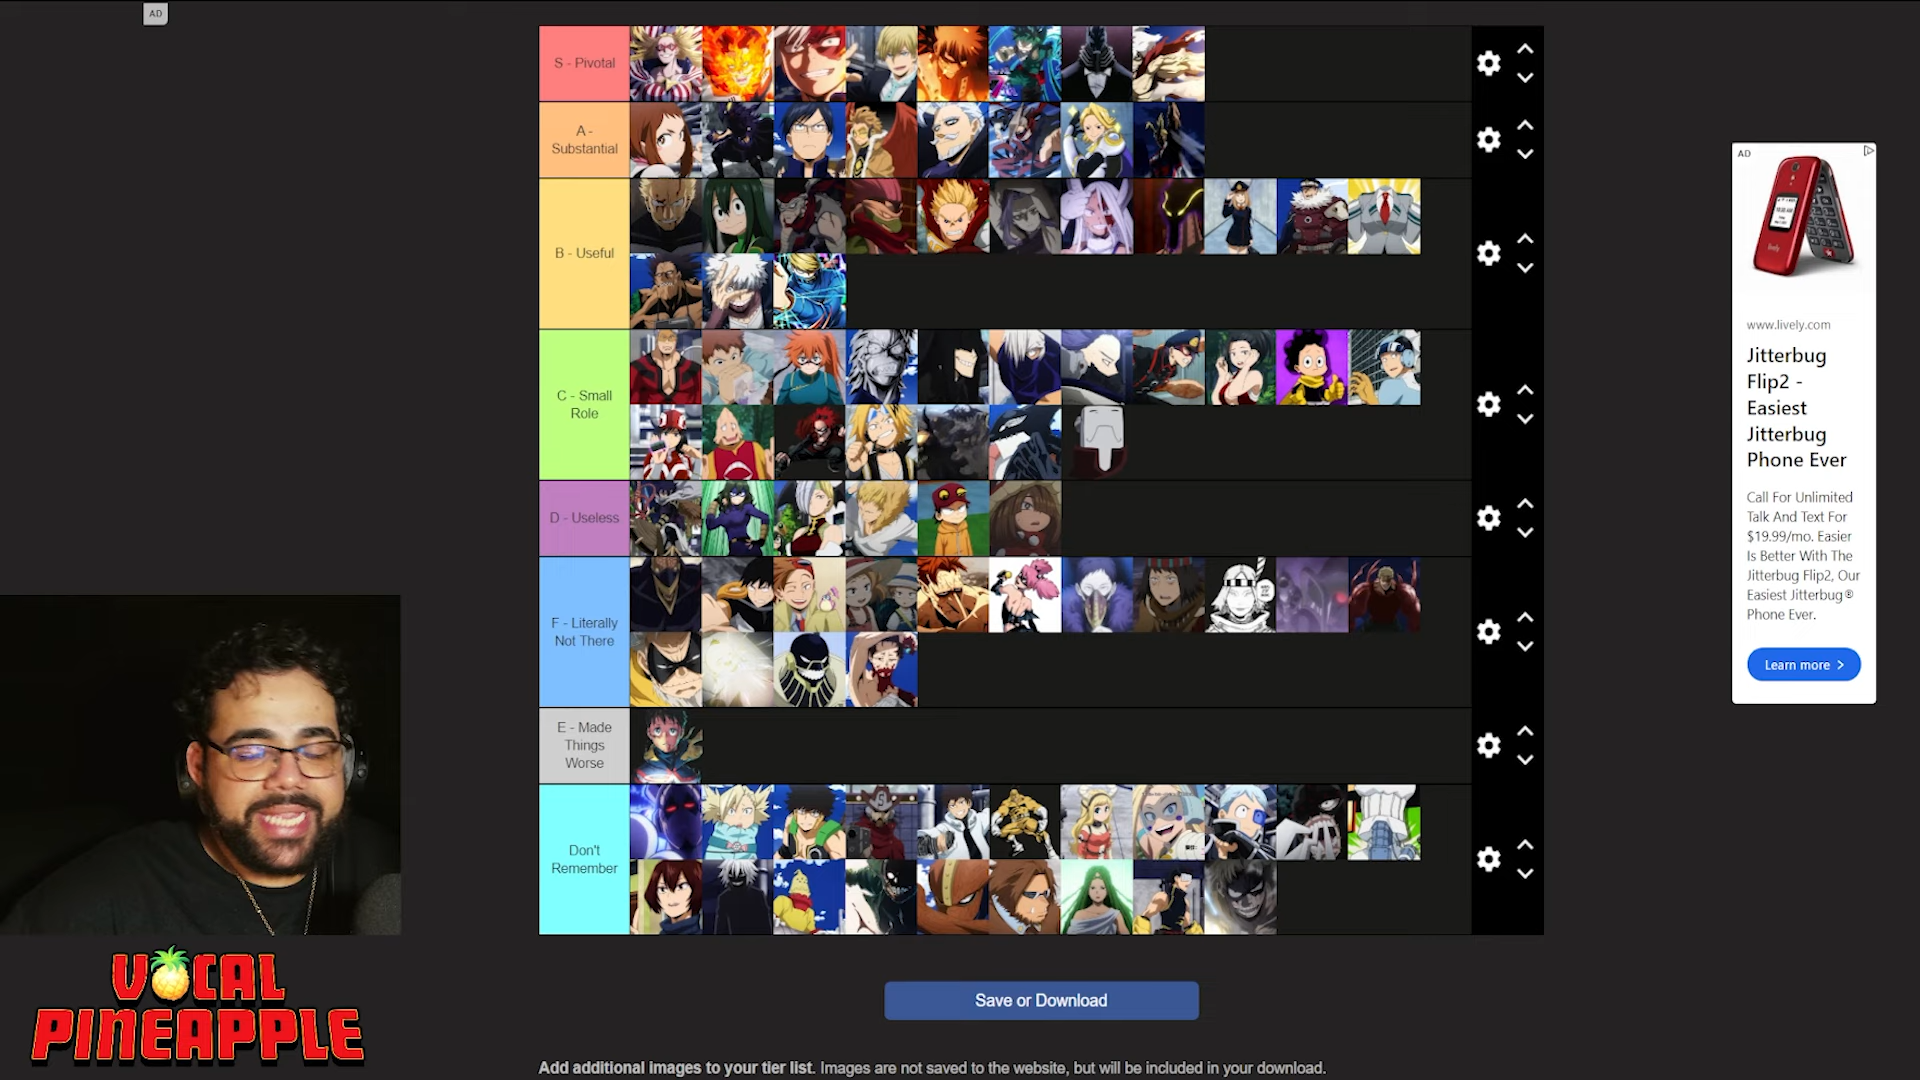 AD
S - Pivotal
A -
Substantial
B - Useful
C - Small
Role
D - Useless
F - Literally
Not There
E - Made
Things
Worse
Don't
Remember
Save or Download
Add additional images to your tier list. Images are not saved to the website, but will be included in your download.
VOCAL
PINEAPPLE
AD
lively
www.lively.com
Jitterbug
Flip2 -
Easiest
Jitterbug
Phone Ever
Call For Unlimited
Talk And Text For
$19.99/mo. Easier
Is Better With The
Jitterbug Flip2, Our
Easiest Jitterbug®
Phone Ever.
Learn more >